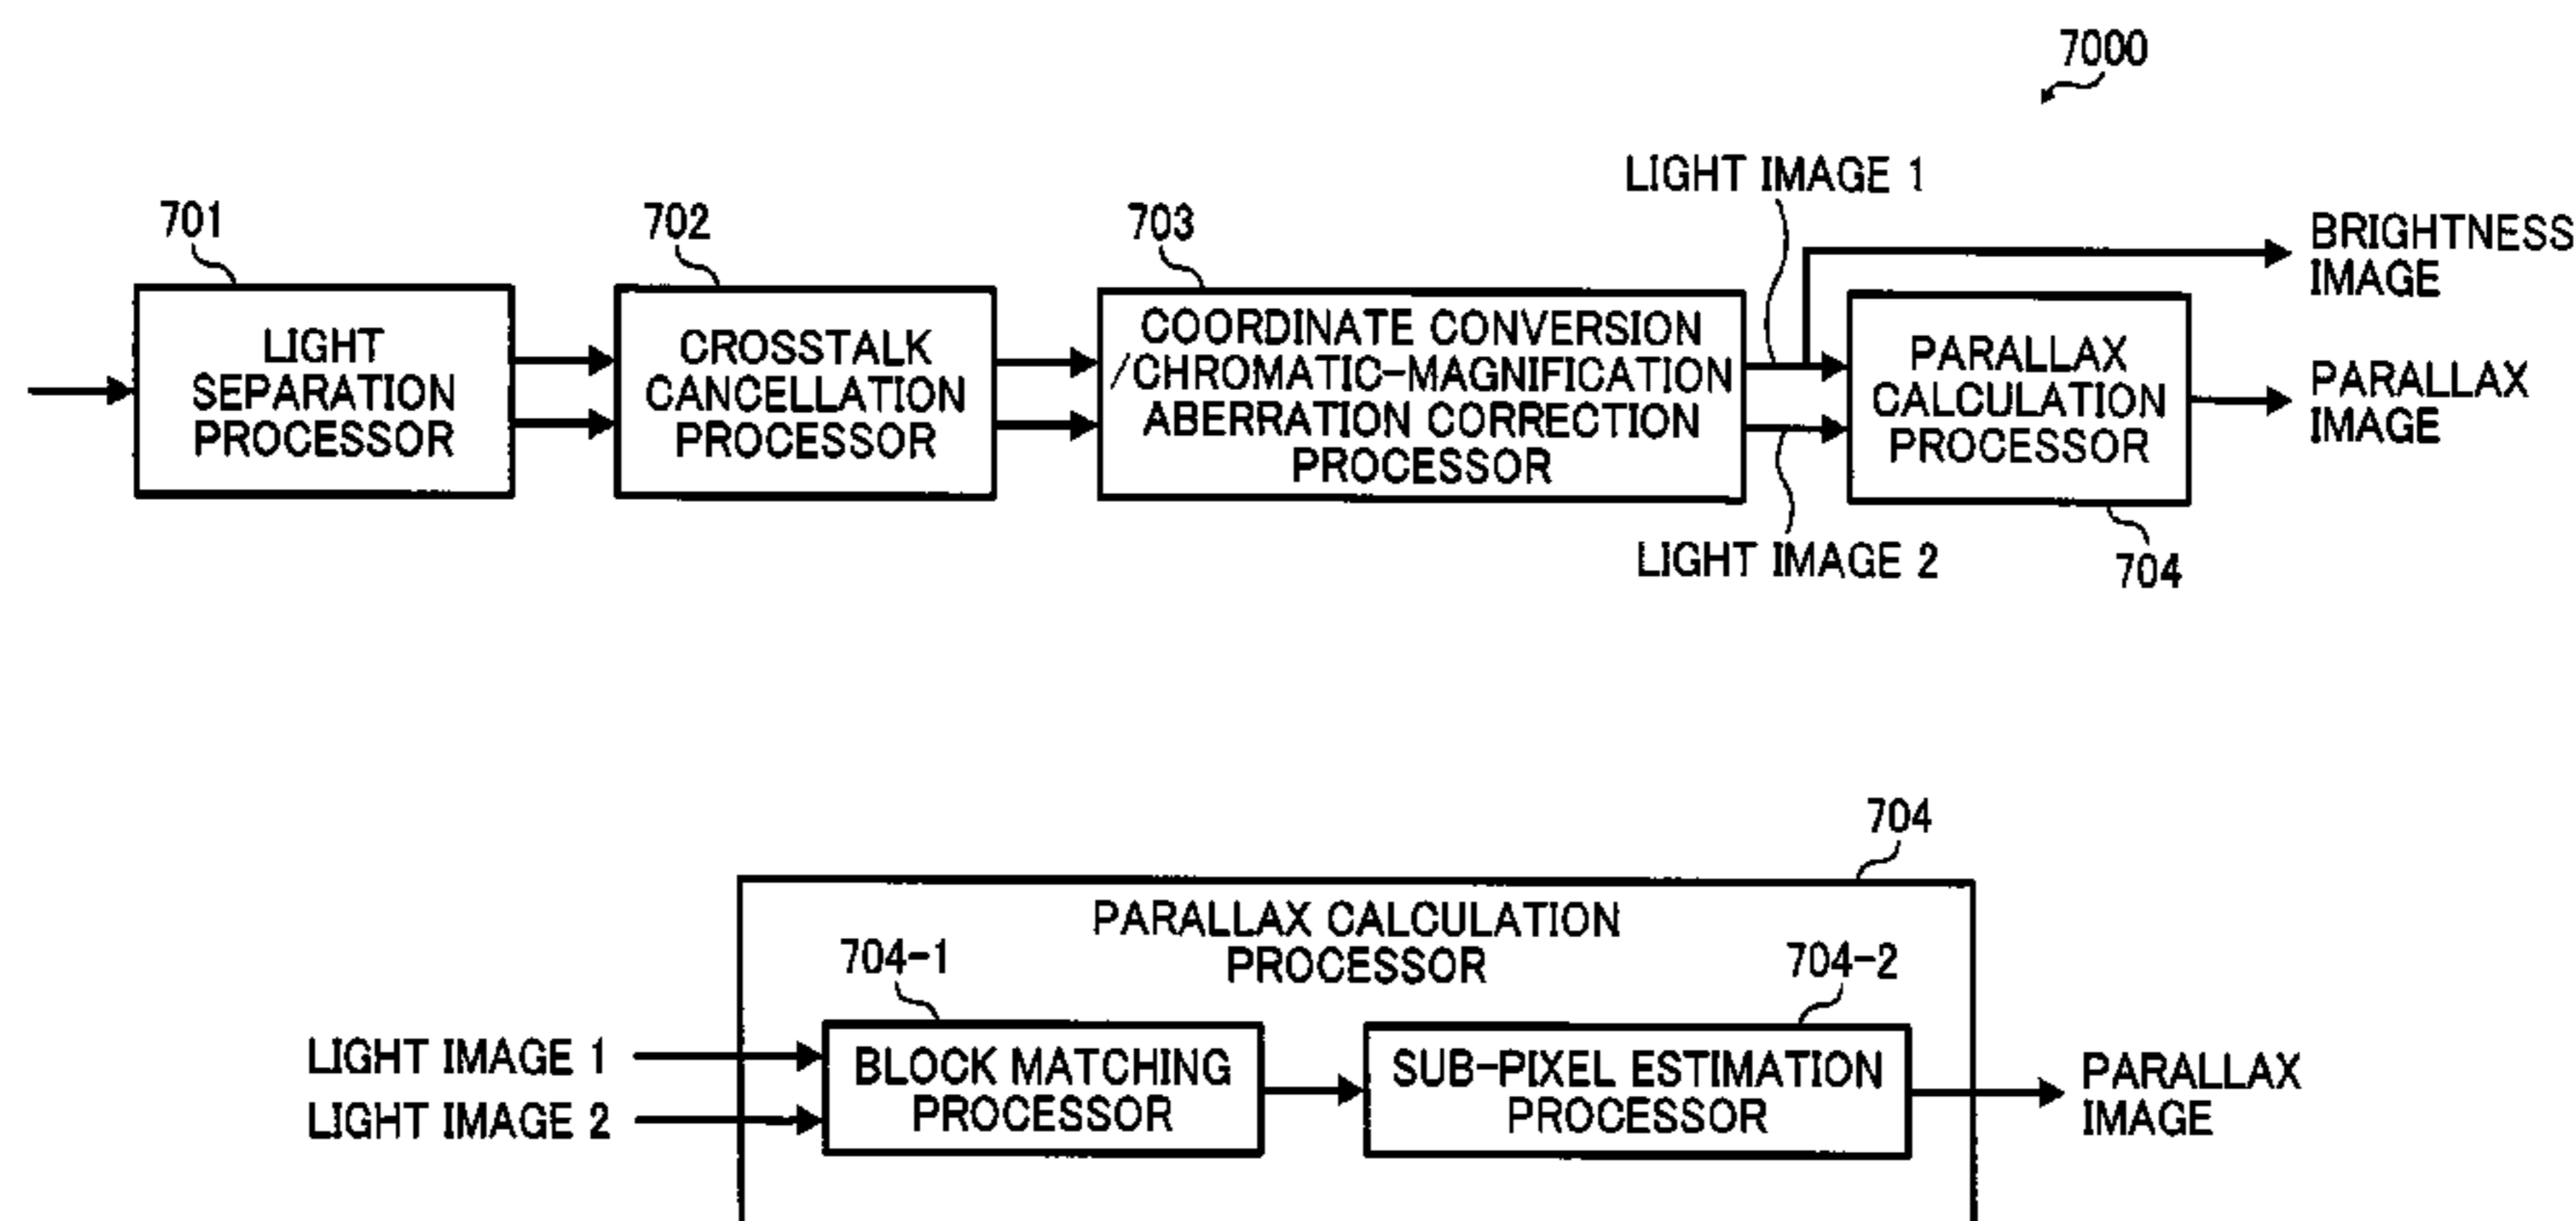 7000
701
LIGHT
SEPARATION
PROCESSOR
702
CROSSTALK
CANCELLATION
PROCESSOR
703
COORDINATE CONVERSION
/CHROMATIC-MAGNIFICATION
ABERRATION CORRECTION
PROCESSOR
LIGHT IMAGE 1
LIGHT IMAGE 2
PARALLAX
CALCULATION
PROCESSOR
704
BRIGHTNESS
IMAGE
PARALLAX
IMAGE
704
PARALLAX CALCULATION
PROCESSOR
LIGHT IMAGE 1
LIGHT IMAGE 2
704-1
BLOCK MATCHING
PROCESSOR
704-2
SUB-PIXEL ESTIMATION
PROCESSOR
PARALLAX
IMAGE